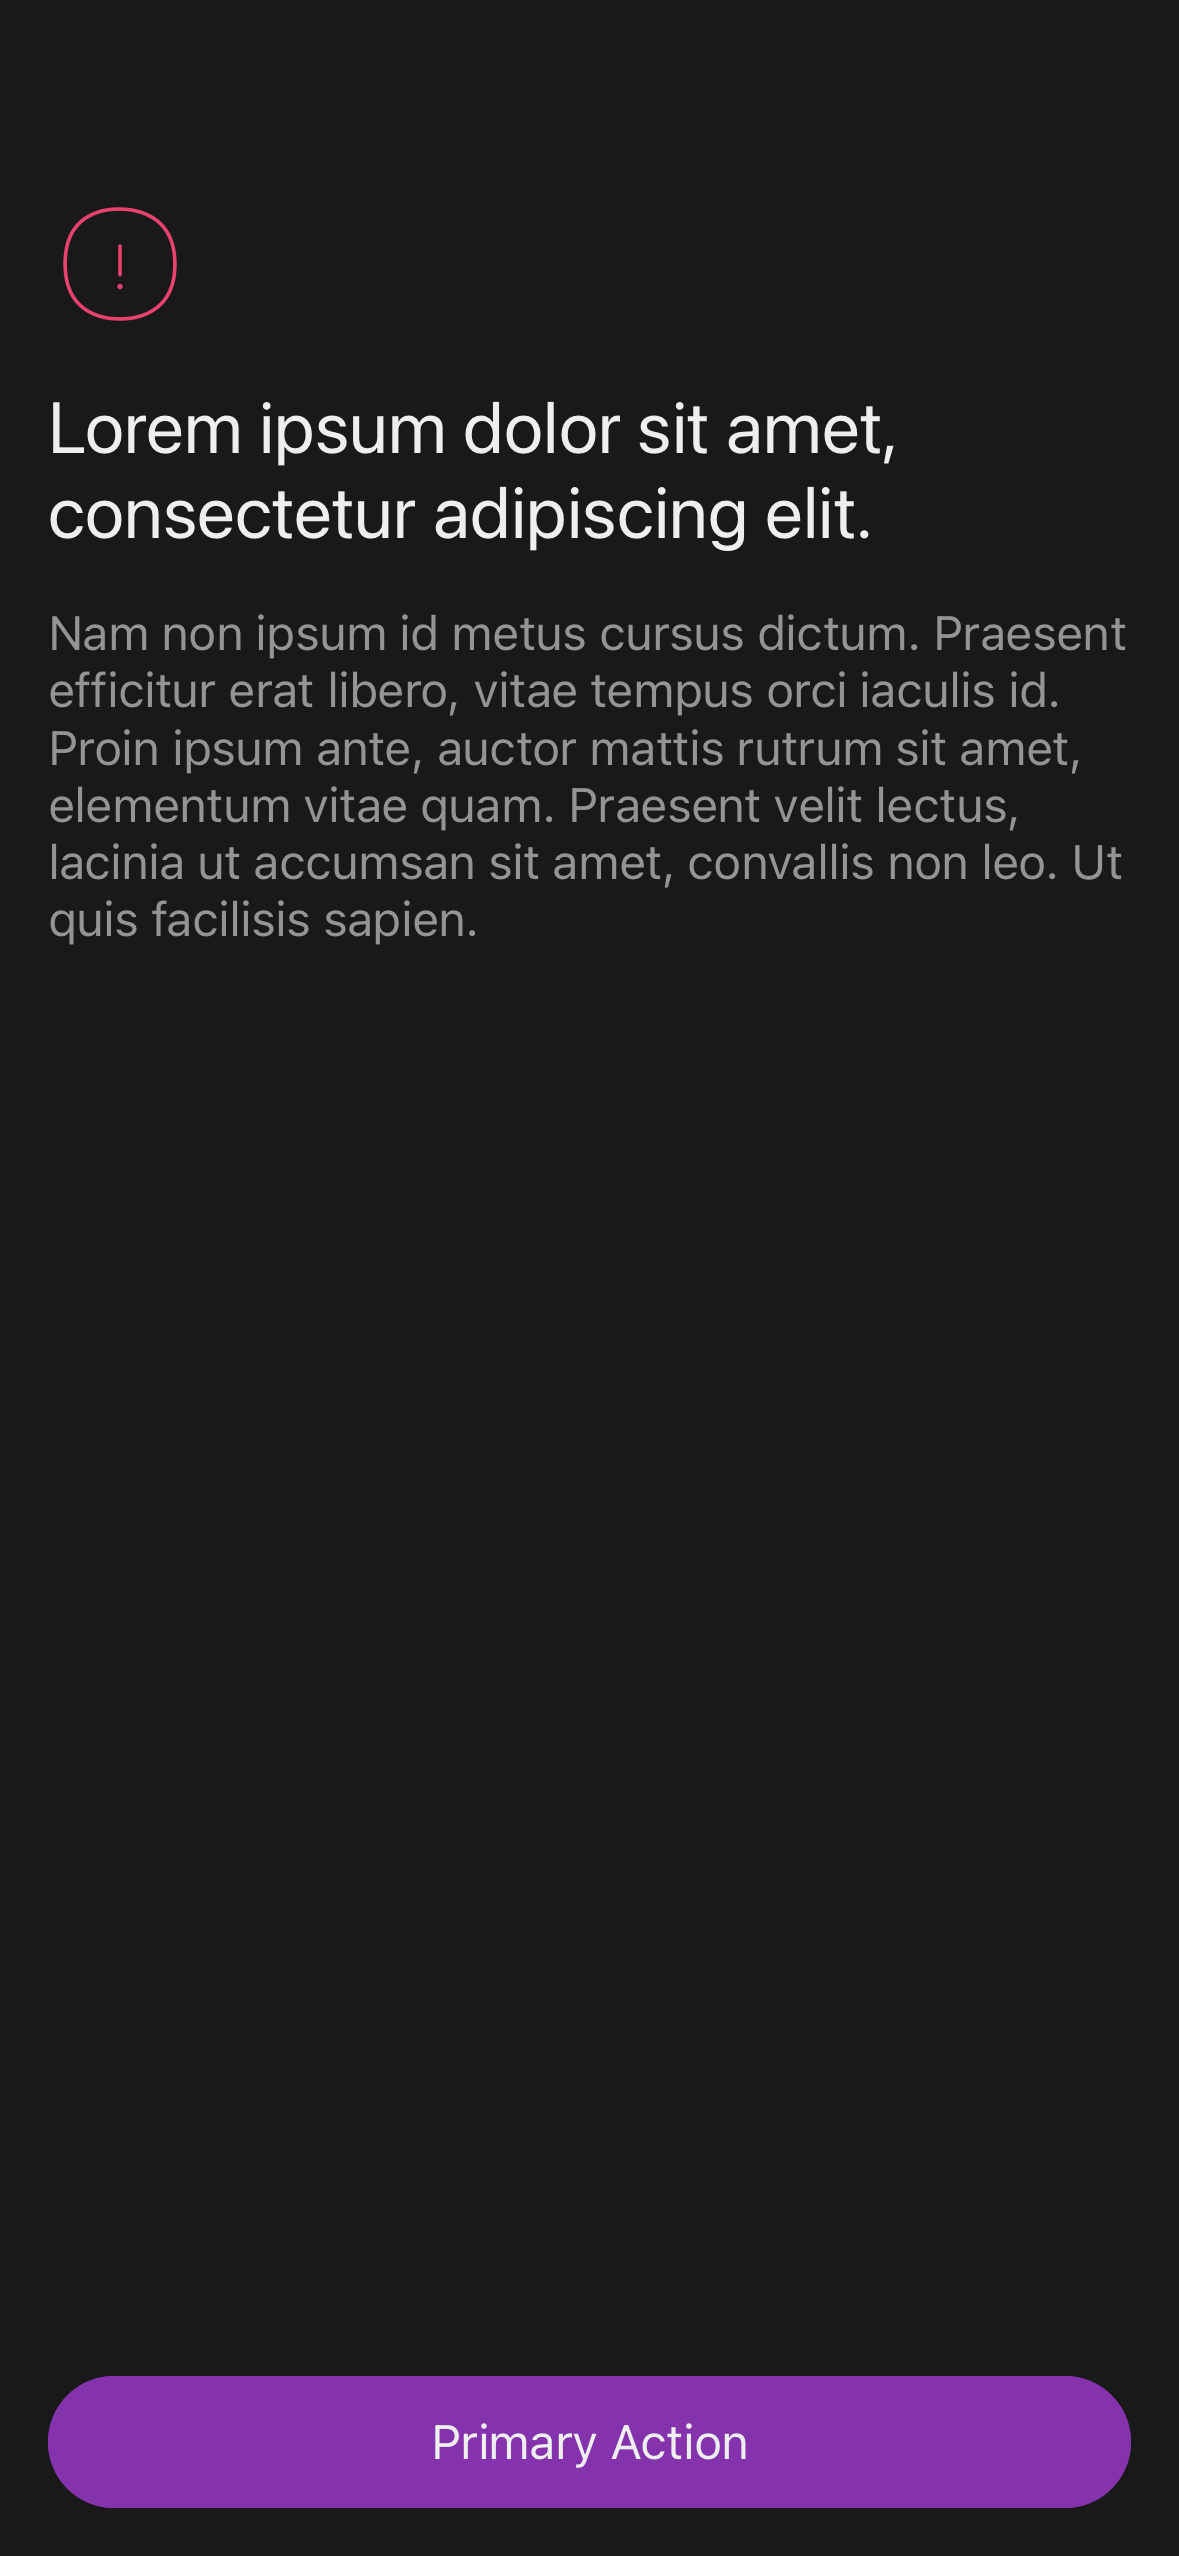 Lorem ipsum dolor sit amet,
consectetur adipiscing elit.
Nam non ipsum id metus cursus dictum. Praesent
efficitur erat libero, vitae tempus orci iaculis id.
Proin ipsum ante, auctor mattis rutrum sit amet,
elementum vitae quam. Praesent velit lectus,
lacinia ut accumsan sit amet, convallis non leo. Ut
quis facilisis sapien.
Primary Action